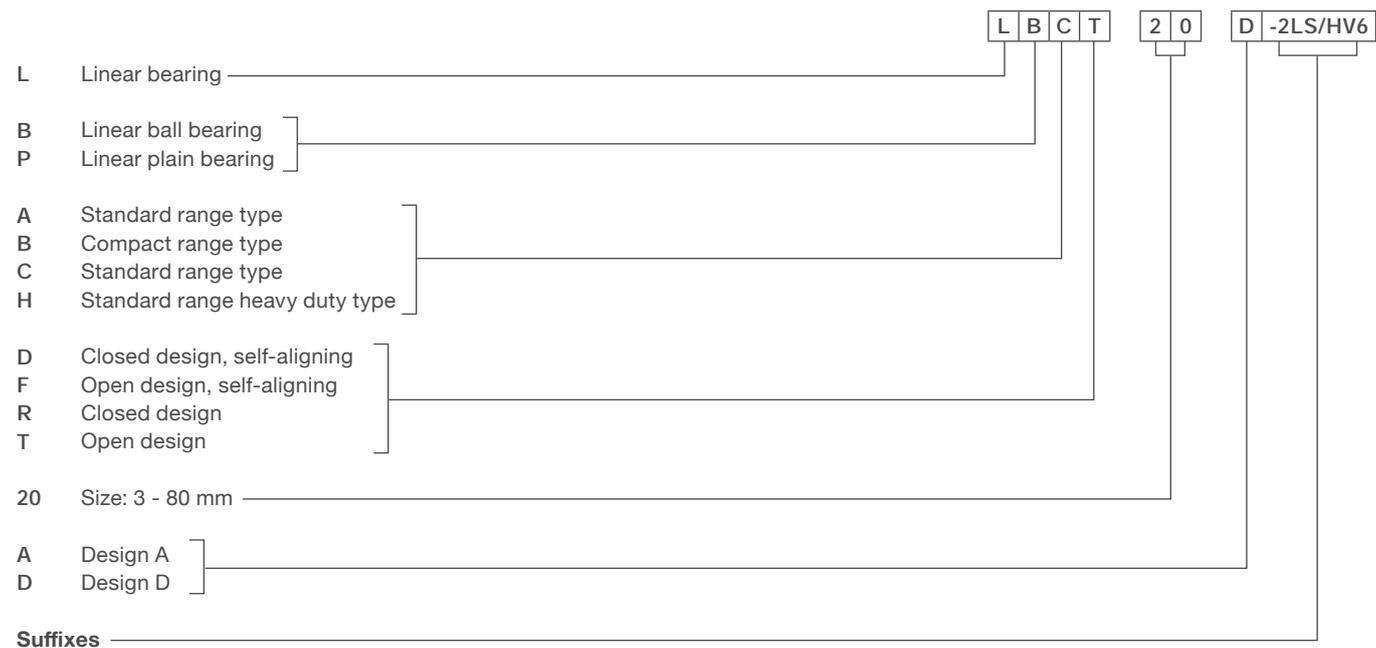 L B C T 2 0 D -2LS/HV6
L Linear bearing
B Linear ball bearing
P Linear plain bearing
A Standard range type
B Compact range type
C Standard range type
H Standard range heavy duty type
D Closed design, self-aligning
F Open design, self-aligning
R Closed design
T Open design
20 Size: 3 - 80 mm
A Design A
D Design D
Suffixes